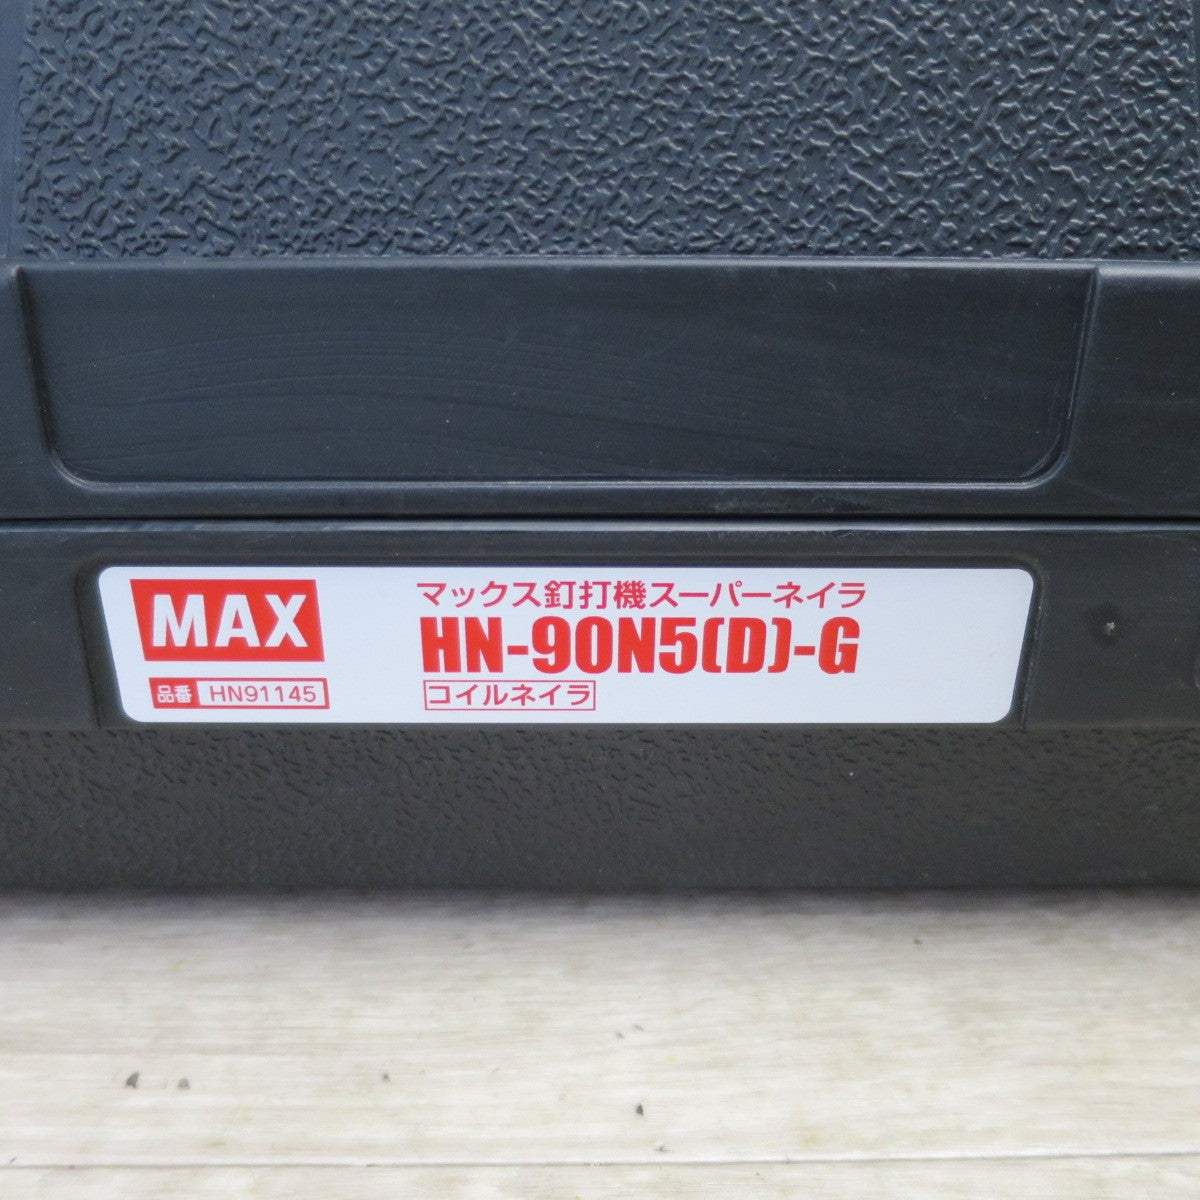 MAX
品番 HN91145
マックス釘打機スーパーネイラ
HN-90N5(D)-G
コイルネイラ